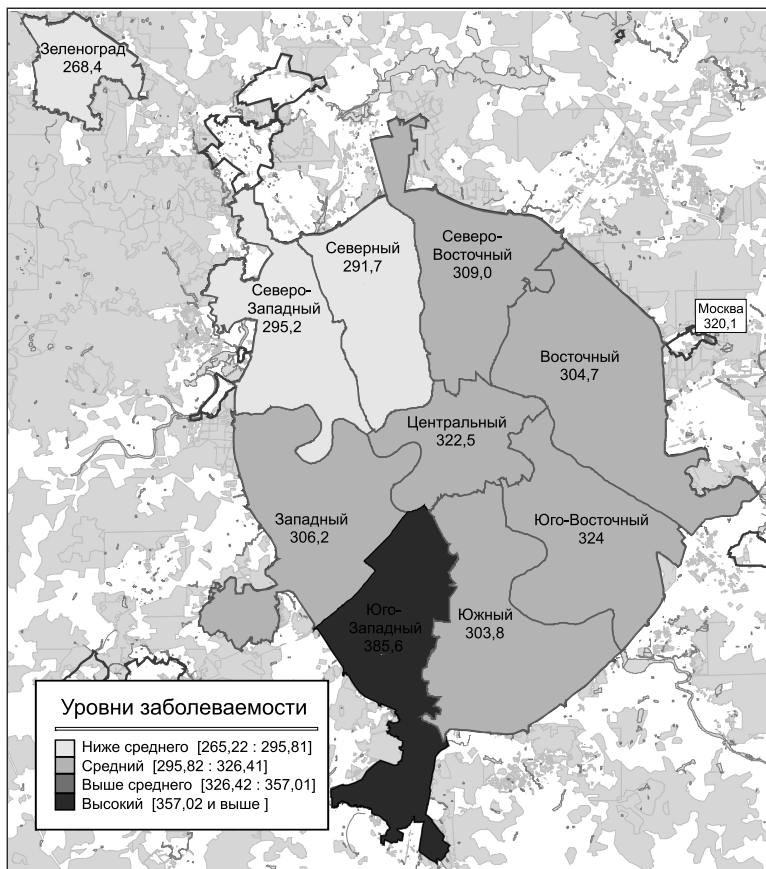 Зеленоград
268,4
Северный
291,7
Северо-
Восточный
309,0
Северо-
Западный
295,2
Москва
320,1
Восточный
304,7
Центральный
322,5
Западный
306,2
Юго-Восточный
324
Юго-
Западный
385,6
Южный
303,8
Уровни заболеваемости
Ниже среднего [265,22 : 295,81]
Средний [295,82 : 326,41]
Выше среднего [326,42 : 357,01]
Высокий [357,02 и выше ]